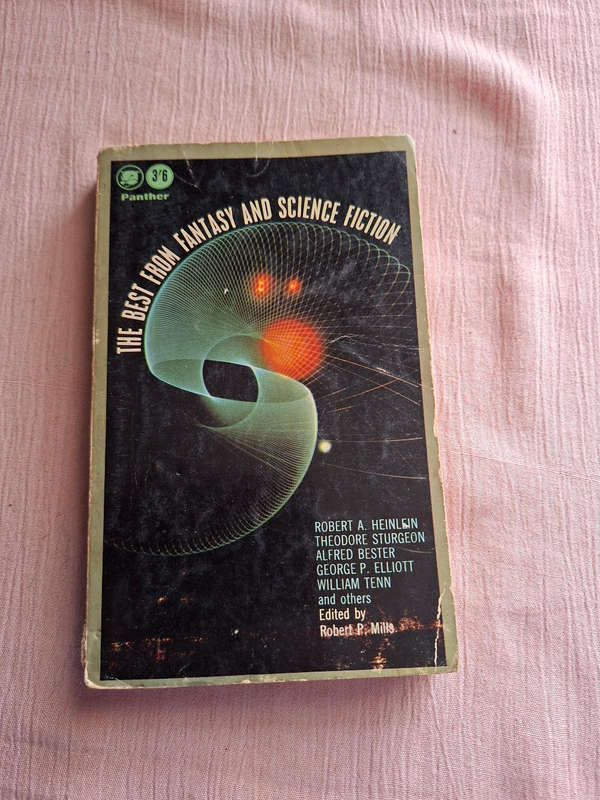 3'6
Panther
THE BEST FROM FANTASY AND SCIENCE FICTION
ROBERT A. HEINLEIN
THEODORE STURGEON
ALFRED BESTER
GEORGE P. ELLIOTT
WILLIAM TENN
and others
Edited by
Robert P. Mills